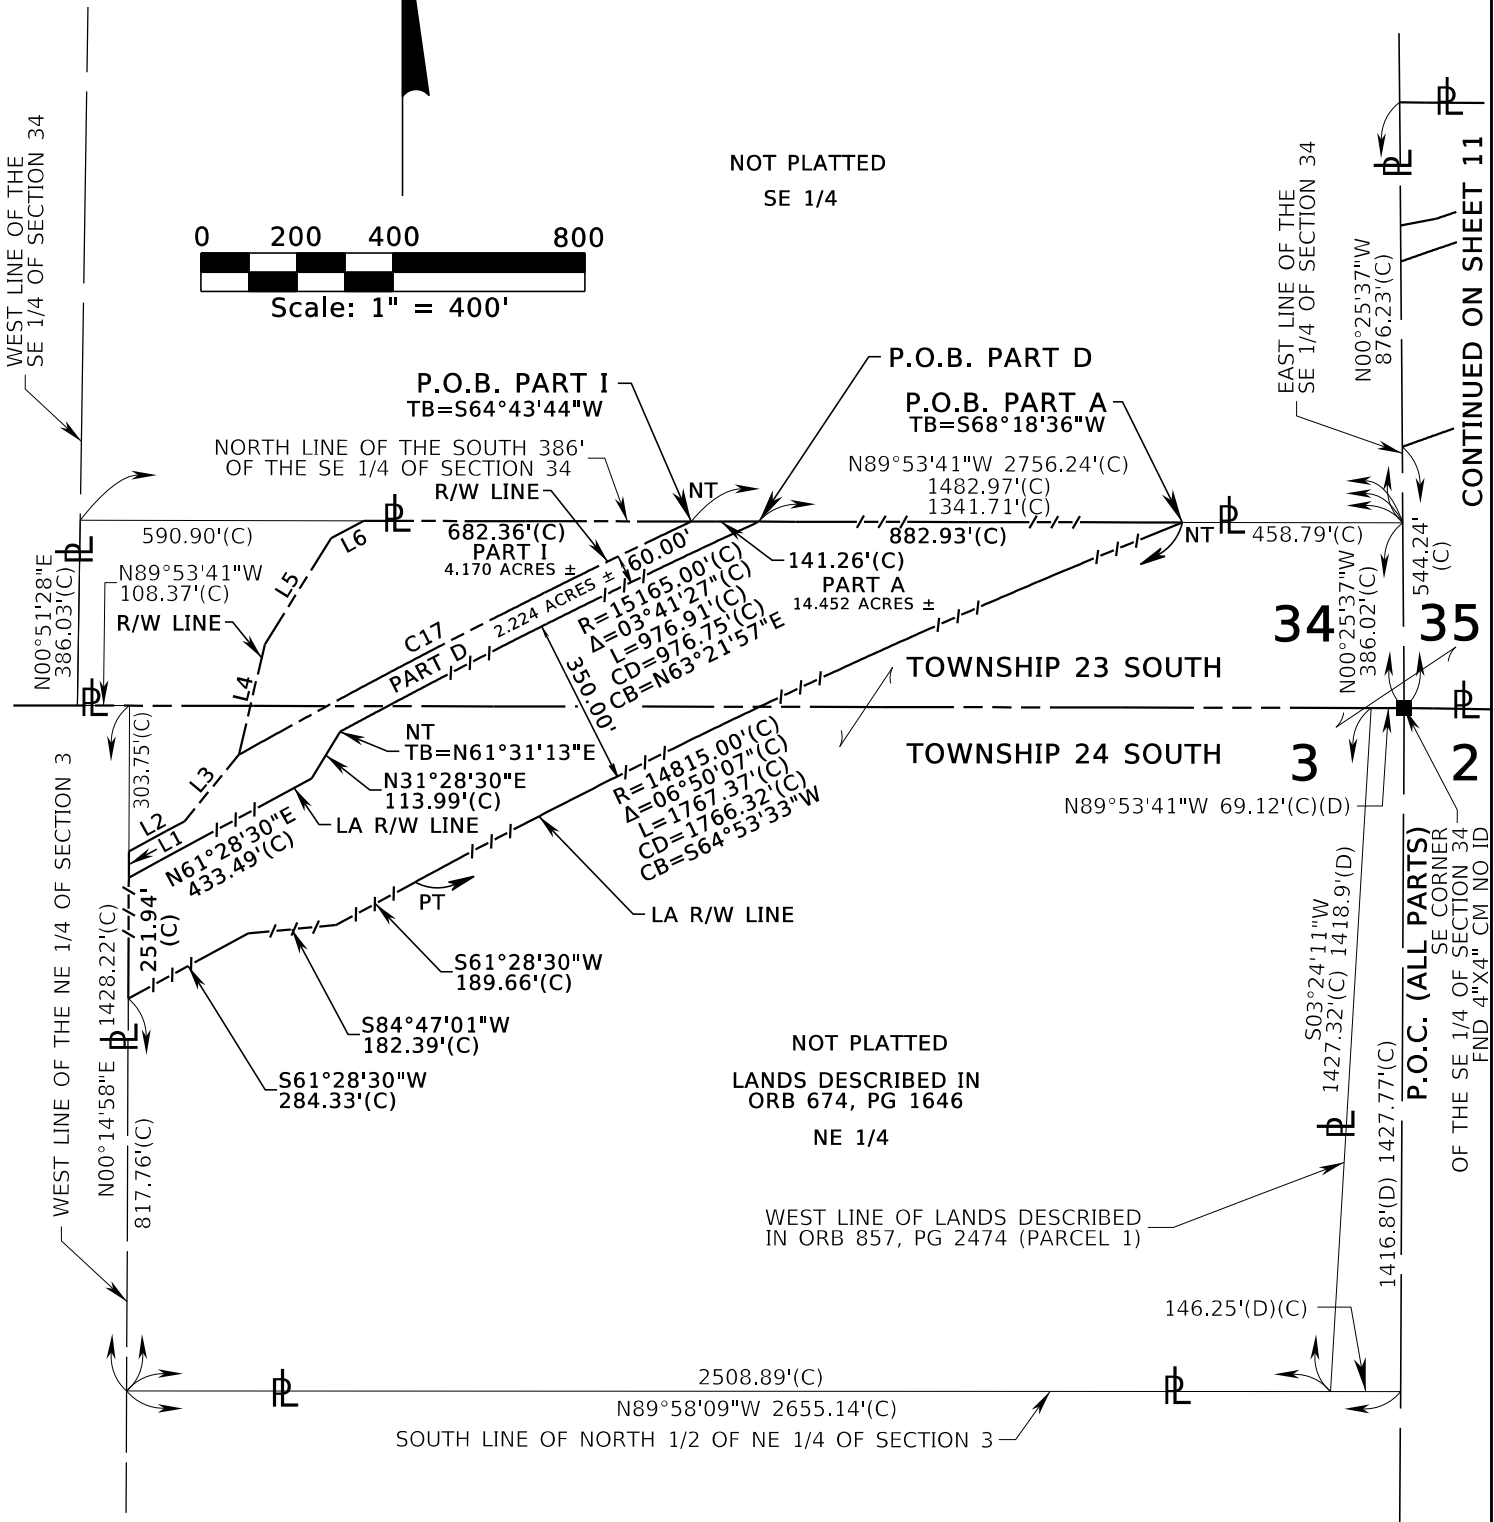 NOT PLATTED
SE 1/4
0 200 400 800
Scale: 1" = 400'
WEST LINE OF THE
SE 1/4 OF SECTION 34
EAST LINE OF THE
SE 1/4 OF SECTION 34
N00°25'37"W
876.23'(C)
CONTINUED ON SHEET 11
P.O.B. PART I
TB=S64°43'44"W
P.O.B. PART D
P.O.B. PART A
TB=S68°18'36"W
NORTH LINE OF THE SOUTH 386'
OF THE SE 1/4 OF SECTION 34
R/W LINE
NT
N89°53'41"W 2756.24'(C)
1482.97'(C)
1341.71'(C)
590.90'(C)
L6
682.36'(C)
PART I
4.170 ACRES ±
60.00'
882.93'(C)
NT
458.79'(C)
141.26'(C)
PART A
14.452 ACRES ±
544.24'
(C)
N00°51'28"E
386.03'(C)
N89°53'41"W
108.37'(C)
R/W LINE
L5
L4
C17
PART D
2.224 ACRES ±
R=15165.00'(C)
Δ=03°41'27"(C)
L=976.91'(C)
CD=976.75'(C)
CB=N63°21'57"E
350.00'
N00°25'37"W
386.02'(C)
34
35
TOWNSHIP 23 SOUTH
TOWNSHIP 24 SOUTH
3
2
303.75'(C)
L3
L2
L1
NT
TB=N61°31'13"E
N31°28'30"E
113.99'(C)
LA R/W LINE
N61°28'30"E
433.49'(C)
R=14815.00'(C)
Δ=06°50'07"(C)
L=1767.37'(C)
CD=1766.32'(C)
CB=S64°53'33"W
N89°53'41"W 69.12'(C)(D)
PT
LA R/W LINE
251.94'
(C)
S61°28'30"W
189.66'(C)
S84°47'01"W
182.39'(C)
S61°28'30"W
284.33'(C)
WEST LINE OF THE NE 1/4 OF SECTION 3
N00°14'58"E 1428.22'(C)
817.76'(C)
NOT PLATTED
LANDS DESCRIBED IN
ORB 674, PG 1646
NE 1/4
S03°24'11"W
1427.32'(C) 1418.9'(D)
1416.8'(D) 1427.77'(C)
P.O.C. (ALL PARTS)
SE CORNER
OF THE SE 1/4 OF SECTION 34
FND 4"X4" CM NO ID
WEST LINE OF LANDS DESCRIBED
IN ORB 857, PG 2474 (PARCEL 1)
146.25'(D)(C)
2508.89'(C)
N89°58'09"W 2655.14'(C)
SOUTH LINE OF NORTH 1/2 OF NE 1/4 OF SECTION 3